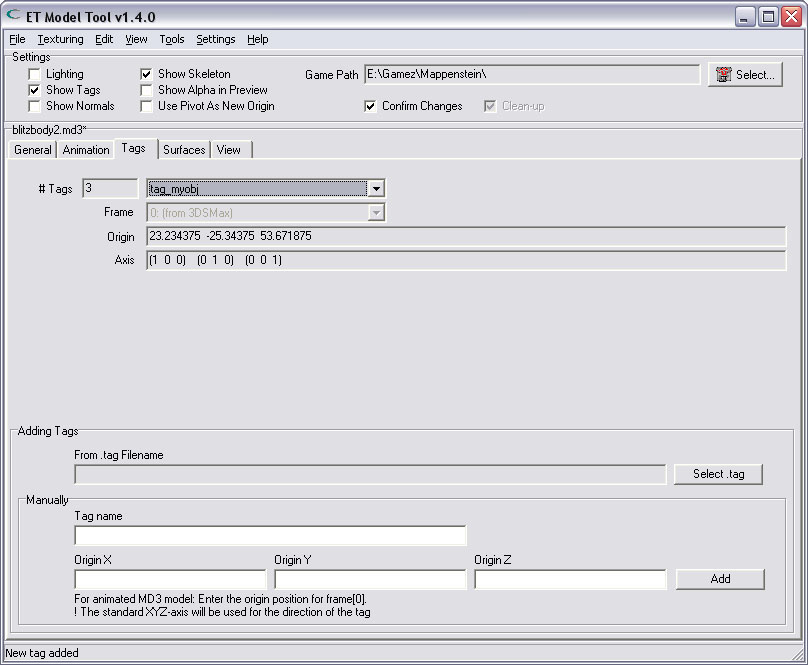 ET Model Tool v1.4.0
File Texturing Edit View Tools Settings Help
Settings
Lighting Show Skeleton Game Path E:\Gamez\Mappenstein\ Select...
Show Tags Show Alpha in Preview
Show Normals Use Pivot As New Origin Confirm Changes Clean-up
blitzbody2.md3*
General Animation Tags Surfaces View
# Tags 3 tag_myobj
Frame 0: (from 3DSMax)
Origin 23.234375 -25.34375 53.671875
Axis (1 0 0) (0 1 0) (0 0 1)
Adding Tags
From .tag Filename
Select .tag
Manually
Tag name
Origin X Origin Y Origin Z
Add
For animated MD3 model: Enter the origin position for frame[0].
! The standard XYZ-axis will be used for the direction of the tag
New tag added